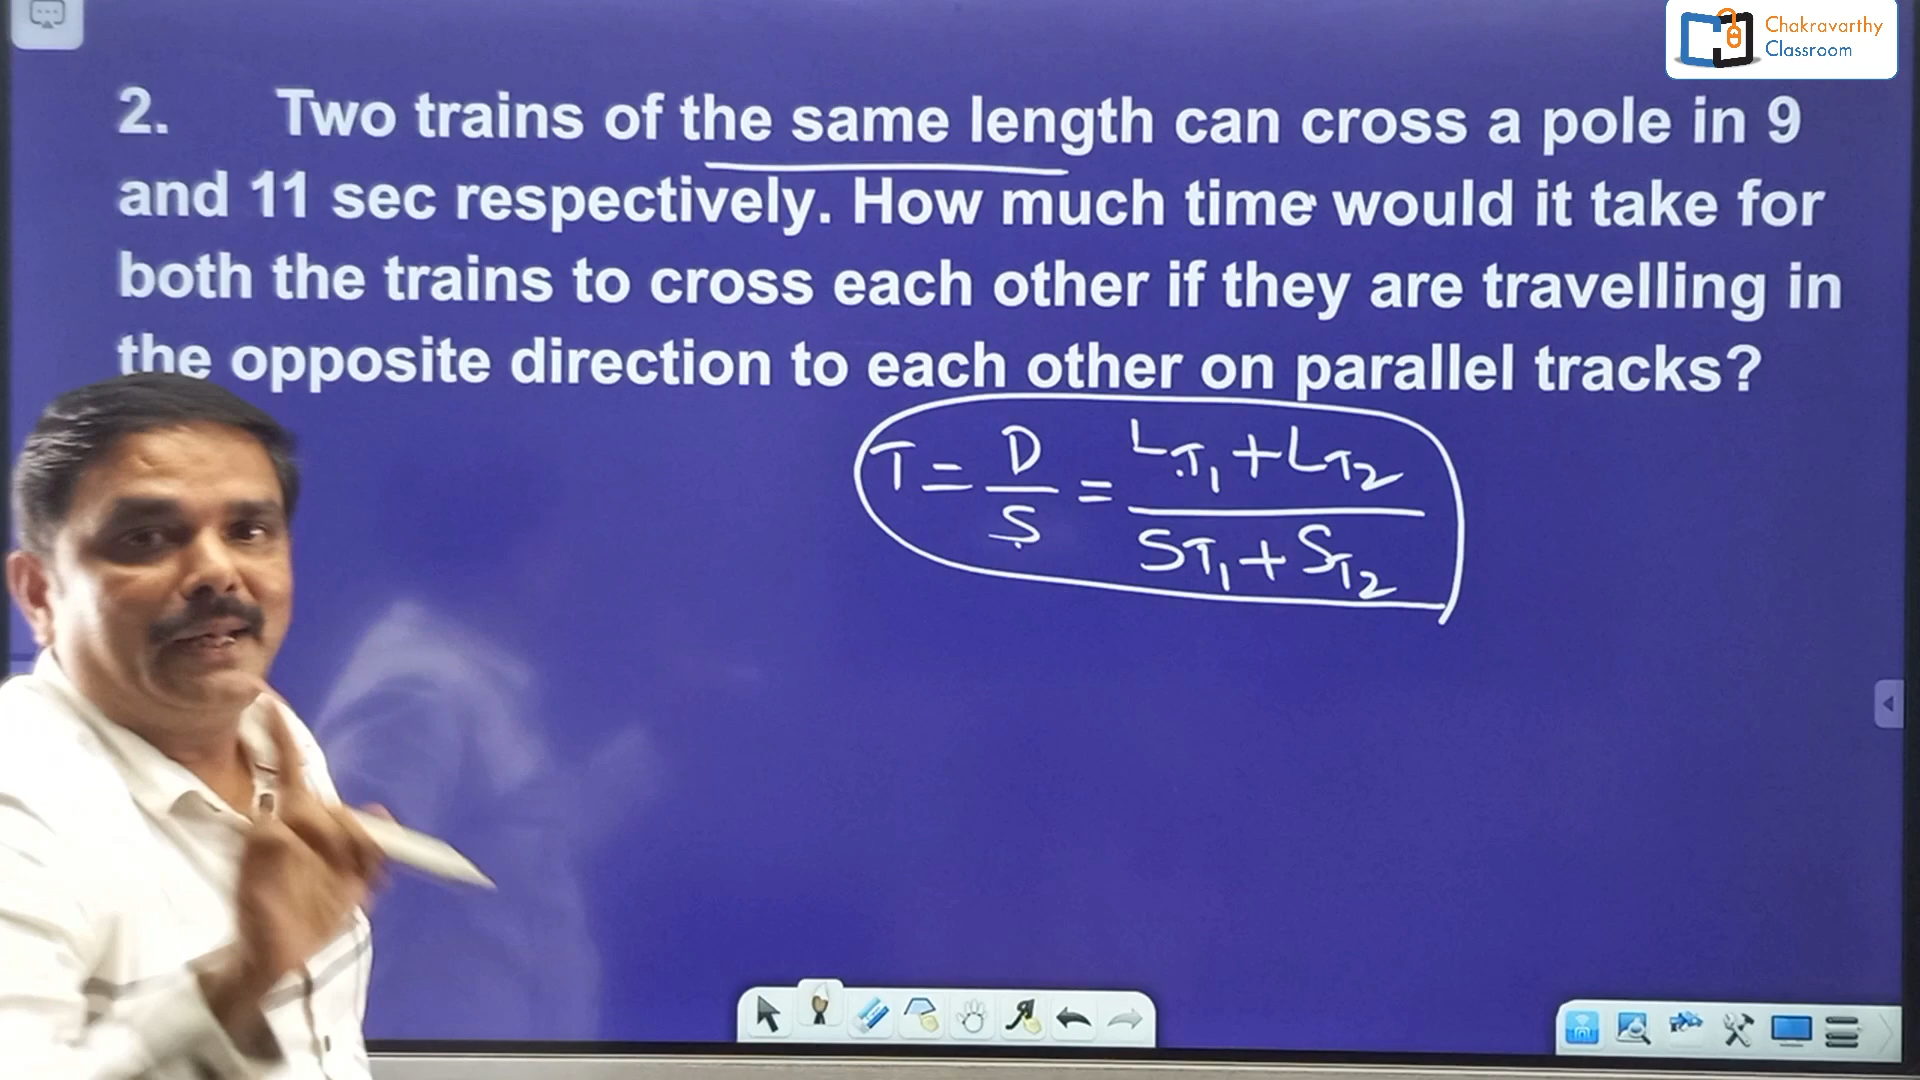 Chakravarthy
Classroom
2. Two trains of the same length can cross a pole in 9
and 11 sec respectively. How much time would it take for
both the trains to cross each other if they are travelling in
the opposite direction to each other on parallel tracks?
T = D/S = (LT₁ + LT₂)/(ST₁ + ST₂)